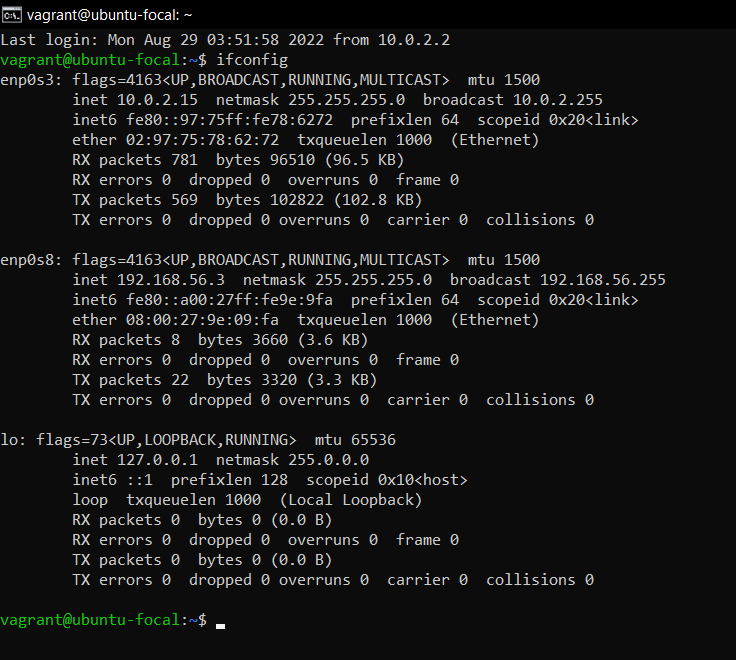 vagrant@ubuntu-focal: ~
Last login: Mon Aug 29 03:51:58 2022 from 10.0.2.2
vagrant@ubuntu-focal:~$ ifconfig
enp0s3: flags=4163<UP,BROADCAST,RUNNING,MULTICAST>  mtu 1500
        inet 10.0.2.15  netmask 255.255.255.0  broadcast 10.0.2.255
        inet6 fe80::97:75ff:fe78:6272  prefixlen 64  scopeid 0x20<link>
        ether 02:97:75:78:62:72  txqueuelen 1000  (Ethernet)
        RX packets 781  bytes 96510 (96.5 KB)
        RX errors 0  dropped 0  overruns 0  frame 0
        TX packets 569  bytes 102822 (102.8 KB)
        TX errors 0  dropped 0 overruns 0  carrier 0  collisions 0

enp0s8: flags=4163<UP,BROADCAST,RUNNING,MULTICAST>  mtu 1500
        inet 192.168.56.3  netmask 255.255.255.0  broadcast 192.168.56.255
        inet6 fe80::a00:27ff:fe9e:9fa  prefixlen 64  scopeid 0x20<link>
        ether 08:00:27:9e:09:fa  txqueuelen 1000  (Ethernet)
        RX packets 8  bytes 3660 (3.6 KB)
        RX errors 0  dropped 0  overruns 0  frame 0
        TX packets 22  bytes 3320 (3.3 KB)
        TX errors 0  dropped 0 overruns 0  carrier 0  collisions 0

lo: flags=73<UP,LOOPBACK,RUNNING>  mtu 65536
        inet 127.0.0.1  netmask 255.0.0.0
        inet6 ::1  prefixlen 128  scopeid 0x10<host>
        loop  txqueuelen 1000  (Local Loopback)
        RX packets 0  bytes 0 (0.0 B)
        RX errors 0  dropped 0  overruns 0  frame 0
        TX packets 0  bytes 0 (0.0 B)
        TX errors 0  dropped 0 overruns 0  carrier 0  collisions 0

vagrant@ubuntu-focal:~$